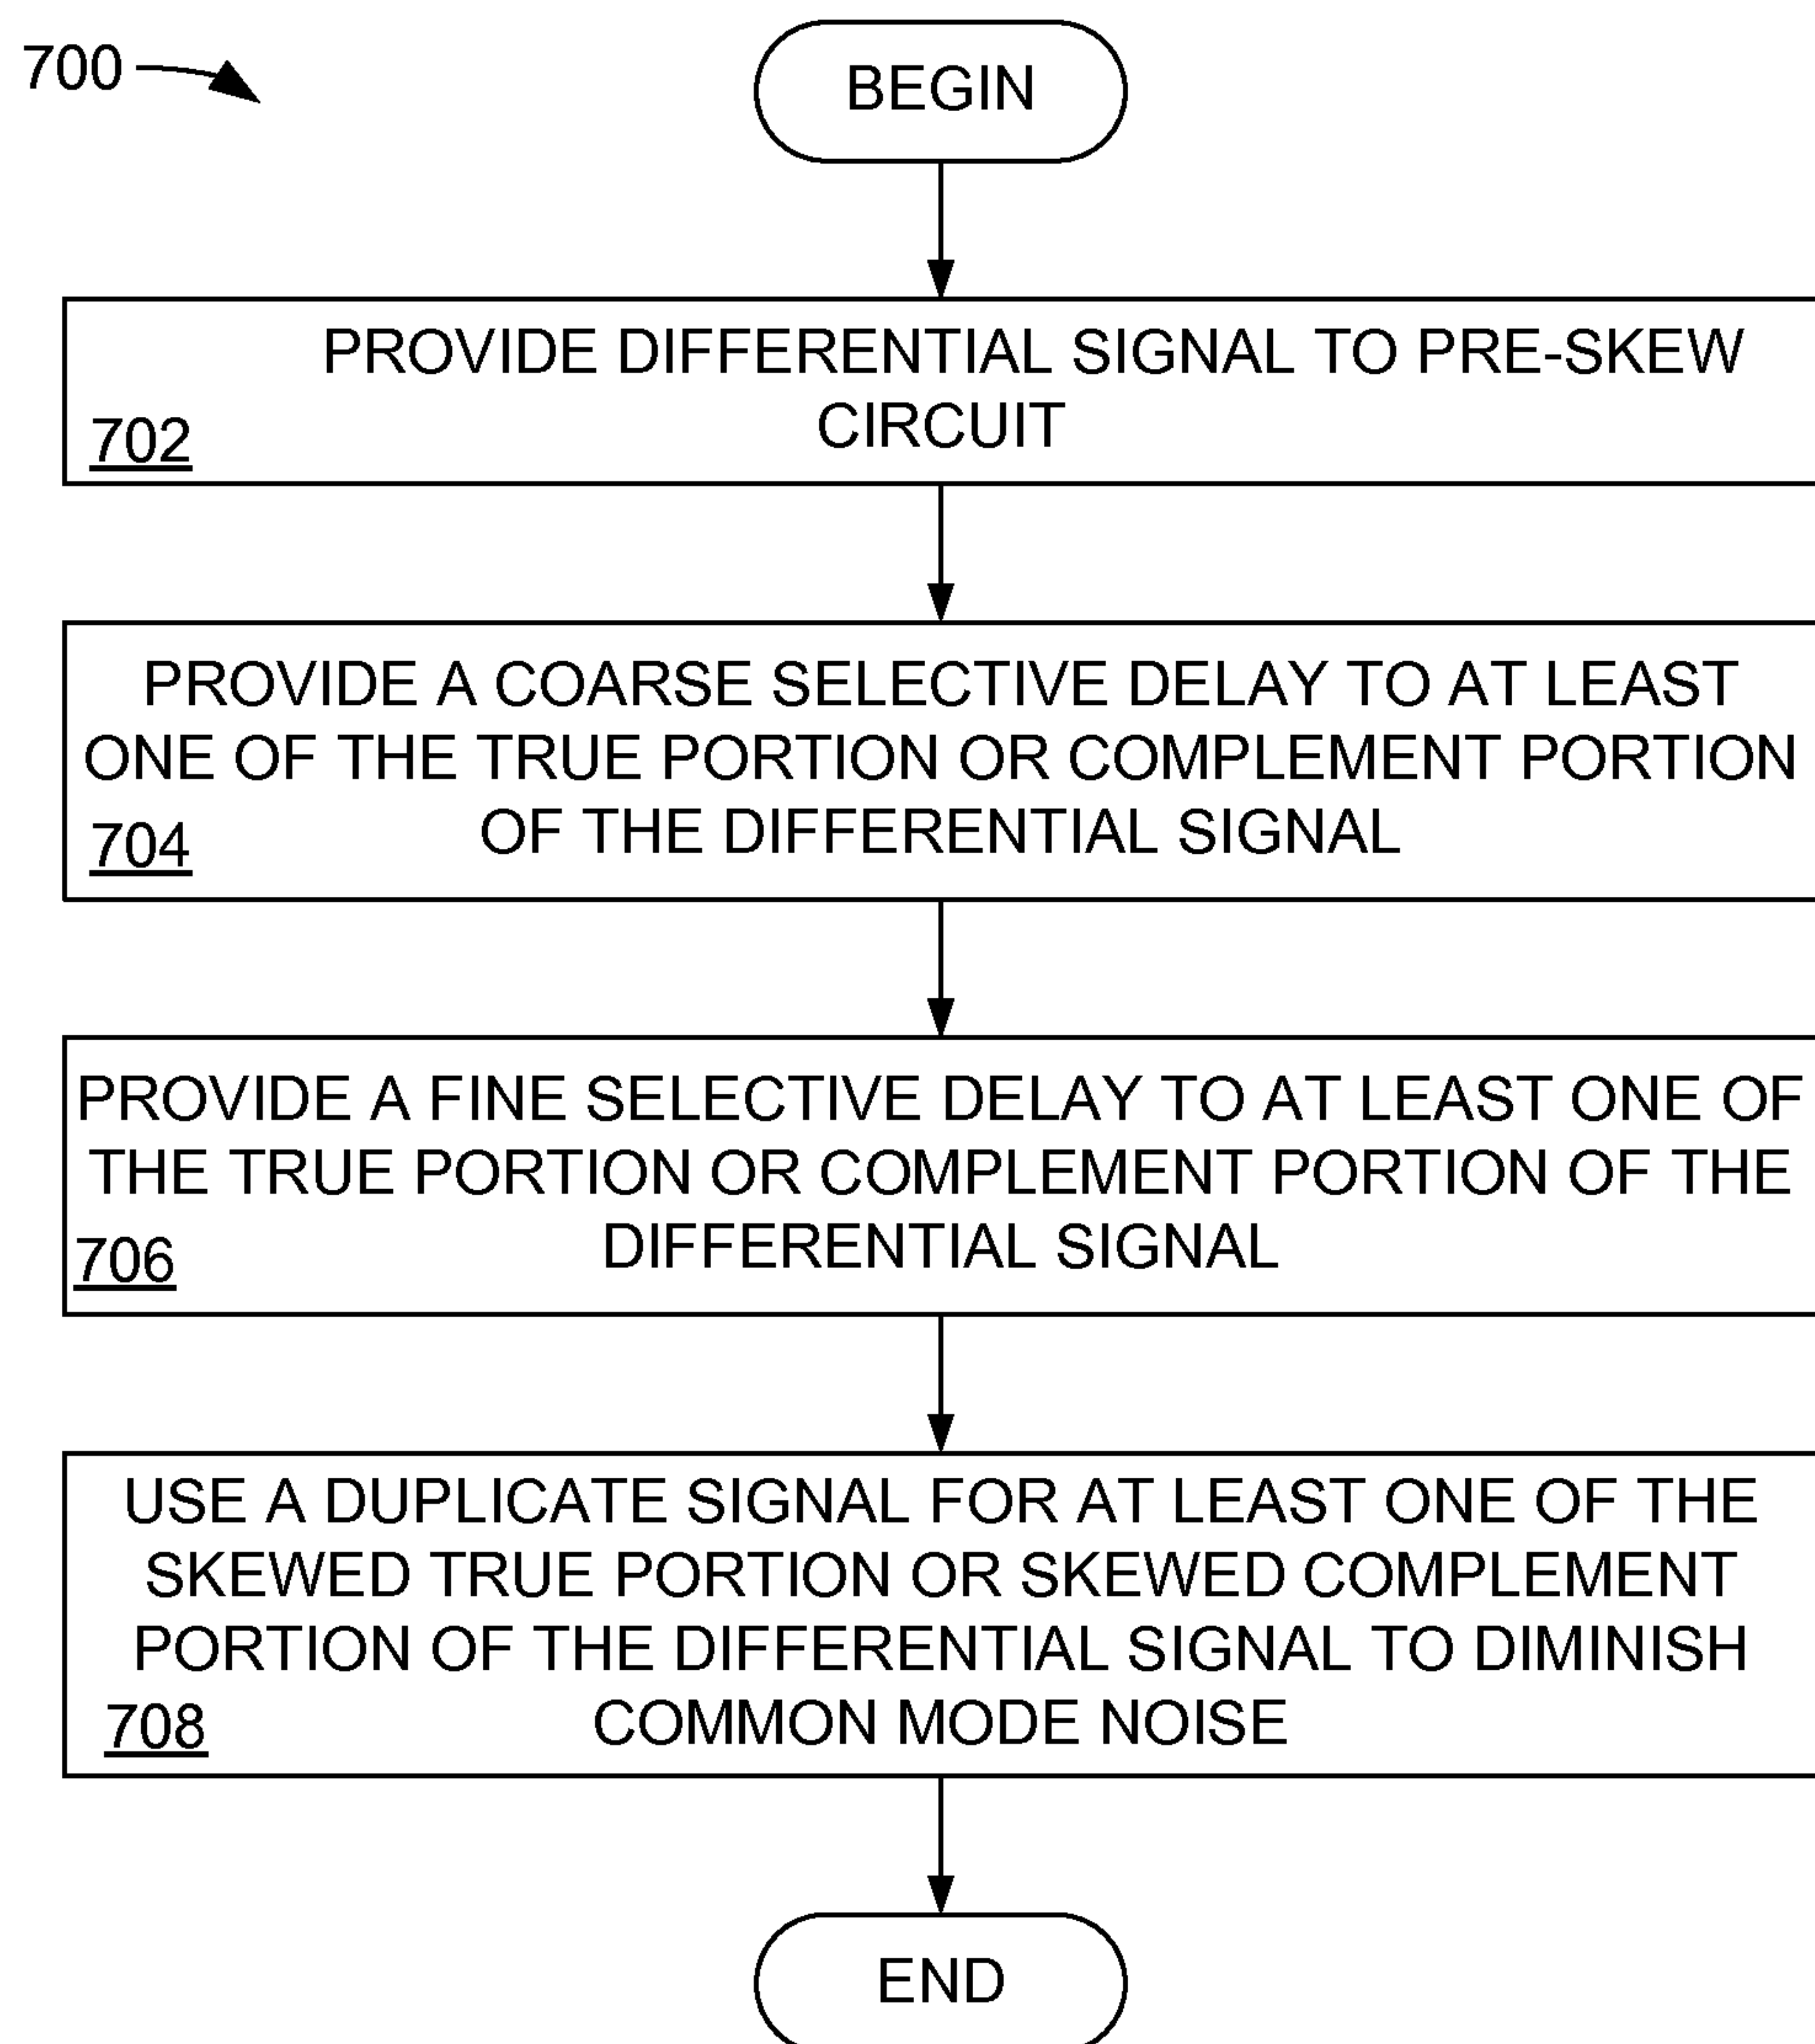 700
BEGIN
PROVIDE DIFFERENTIAL SIGNAL TO PRE-SKEW
CIRCUIT
702
PROVIDE A COARSE SELECTIVE DELAY TO AT LEAST
ONE OF THE TRUE PORTION OR COMPLEMENT PORTION
OF THE DIFFERENTIAL SIGNAL
704
PROVIDE A FINE SELECTIVE DELAY TO AT LEAST ONE OF
THE TRUE PORTION OR COMPLEMENT PORTION OF THE
DIFFERENTIAL SIGNAL
706
USE A DUPLICATE SIGNAL FOR AT LEAST ONE OF THE
SKEWED TRUE PORTION OR SKEWED COMPLEMENT
PORTION OF THE DIFFERENTIAL SIGNAL TO DIMINISH
COMMON MODE NOISE
708
END